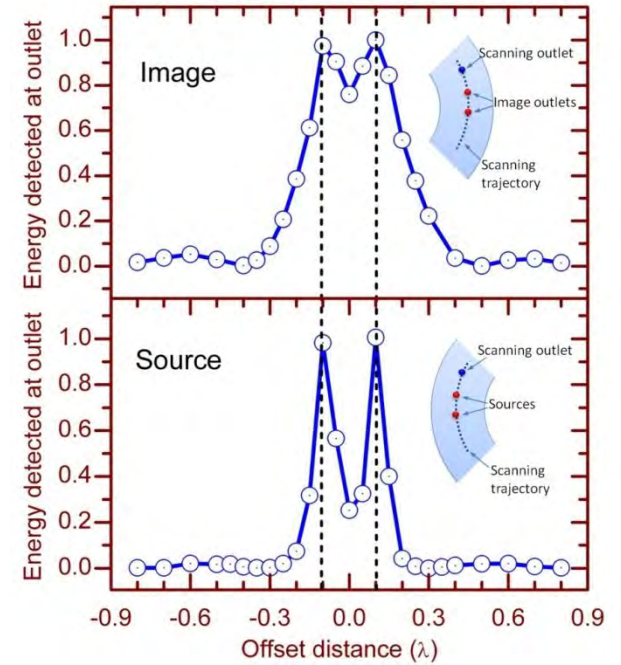 Energy detected at outlet
1.0
0.8
0.6
0.4
0.2
0.0
Image
Scanning outlet
Image outlets
Scanning
trajectory
Energy detected at outlet
1.0
0.8
0.6
0.4
0.2
0.0
Source
Scanning outlet
Sources
Scanning
trajectory
-0.9 -0.6 -0.3 0.0 0.3 0.6 0.9
Offset distance (λ)